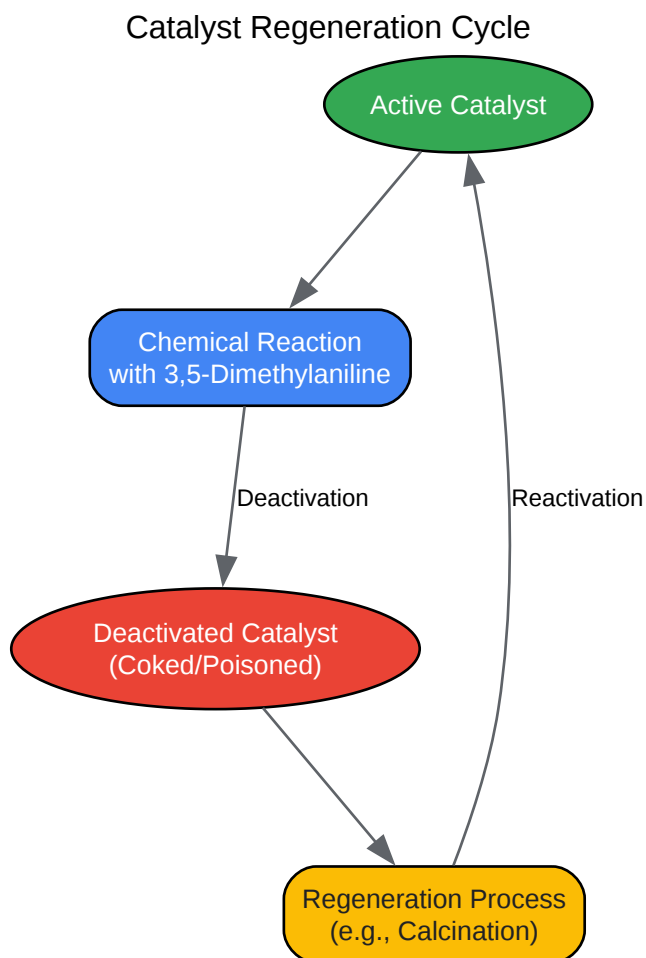 Catalyst Regeneration Cycle
Active Catalyst
Chemical Reaction
with 3,5-Dimethylaniline
Deactivation
Reactivation
Deactivated Catalyst
(Coked/Poisoned)
Regeneration Process
(e.g., Calcination)